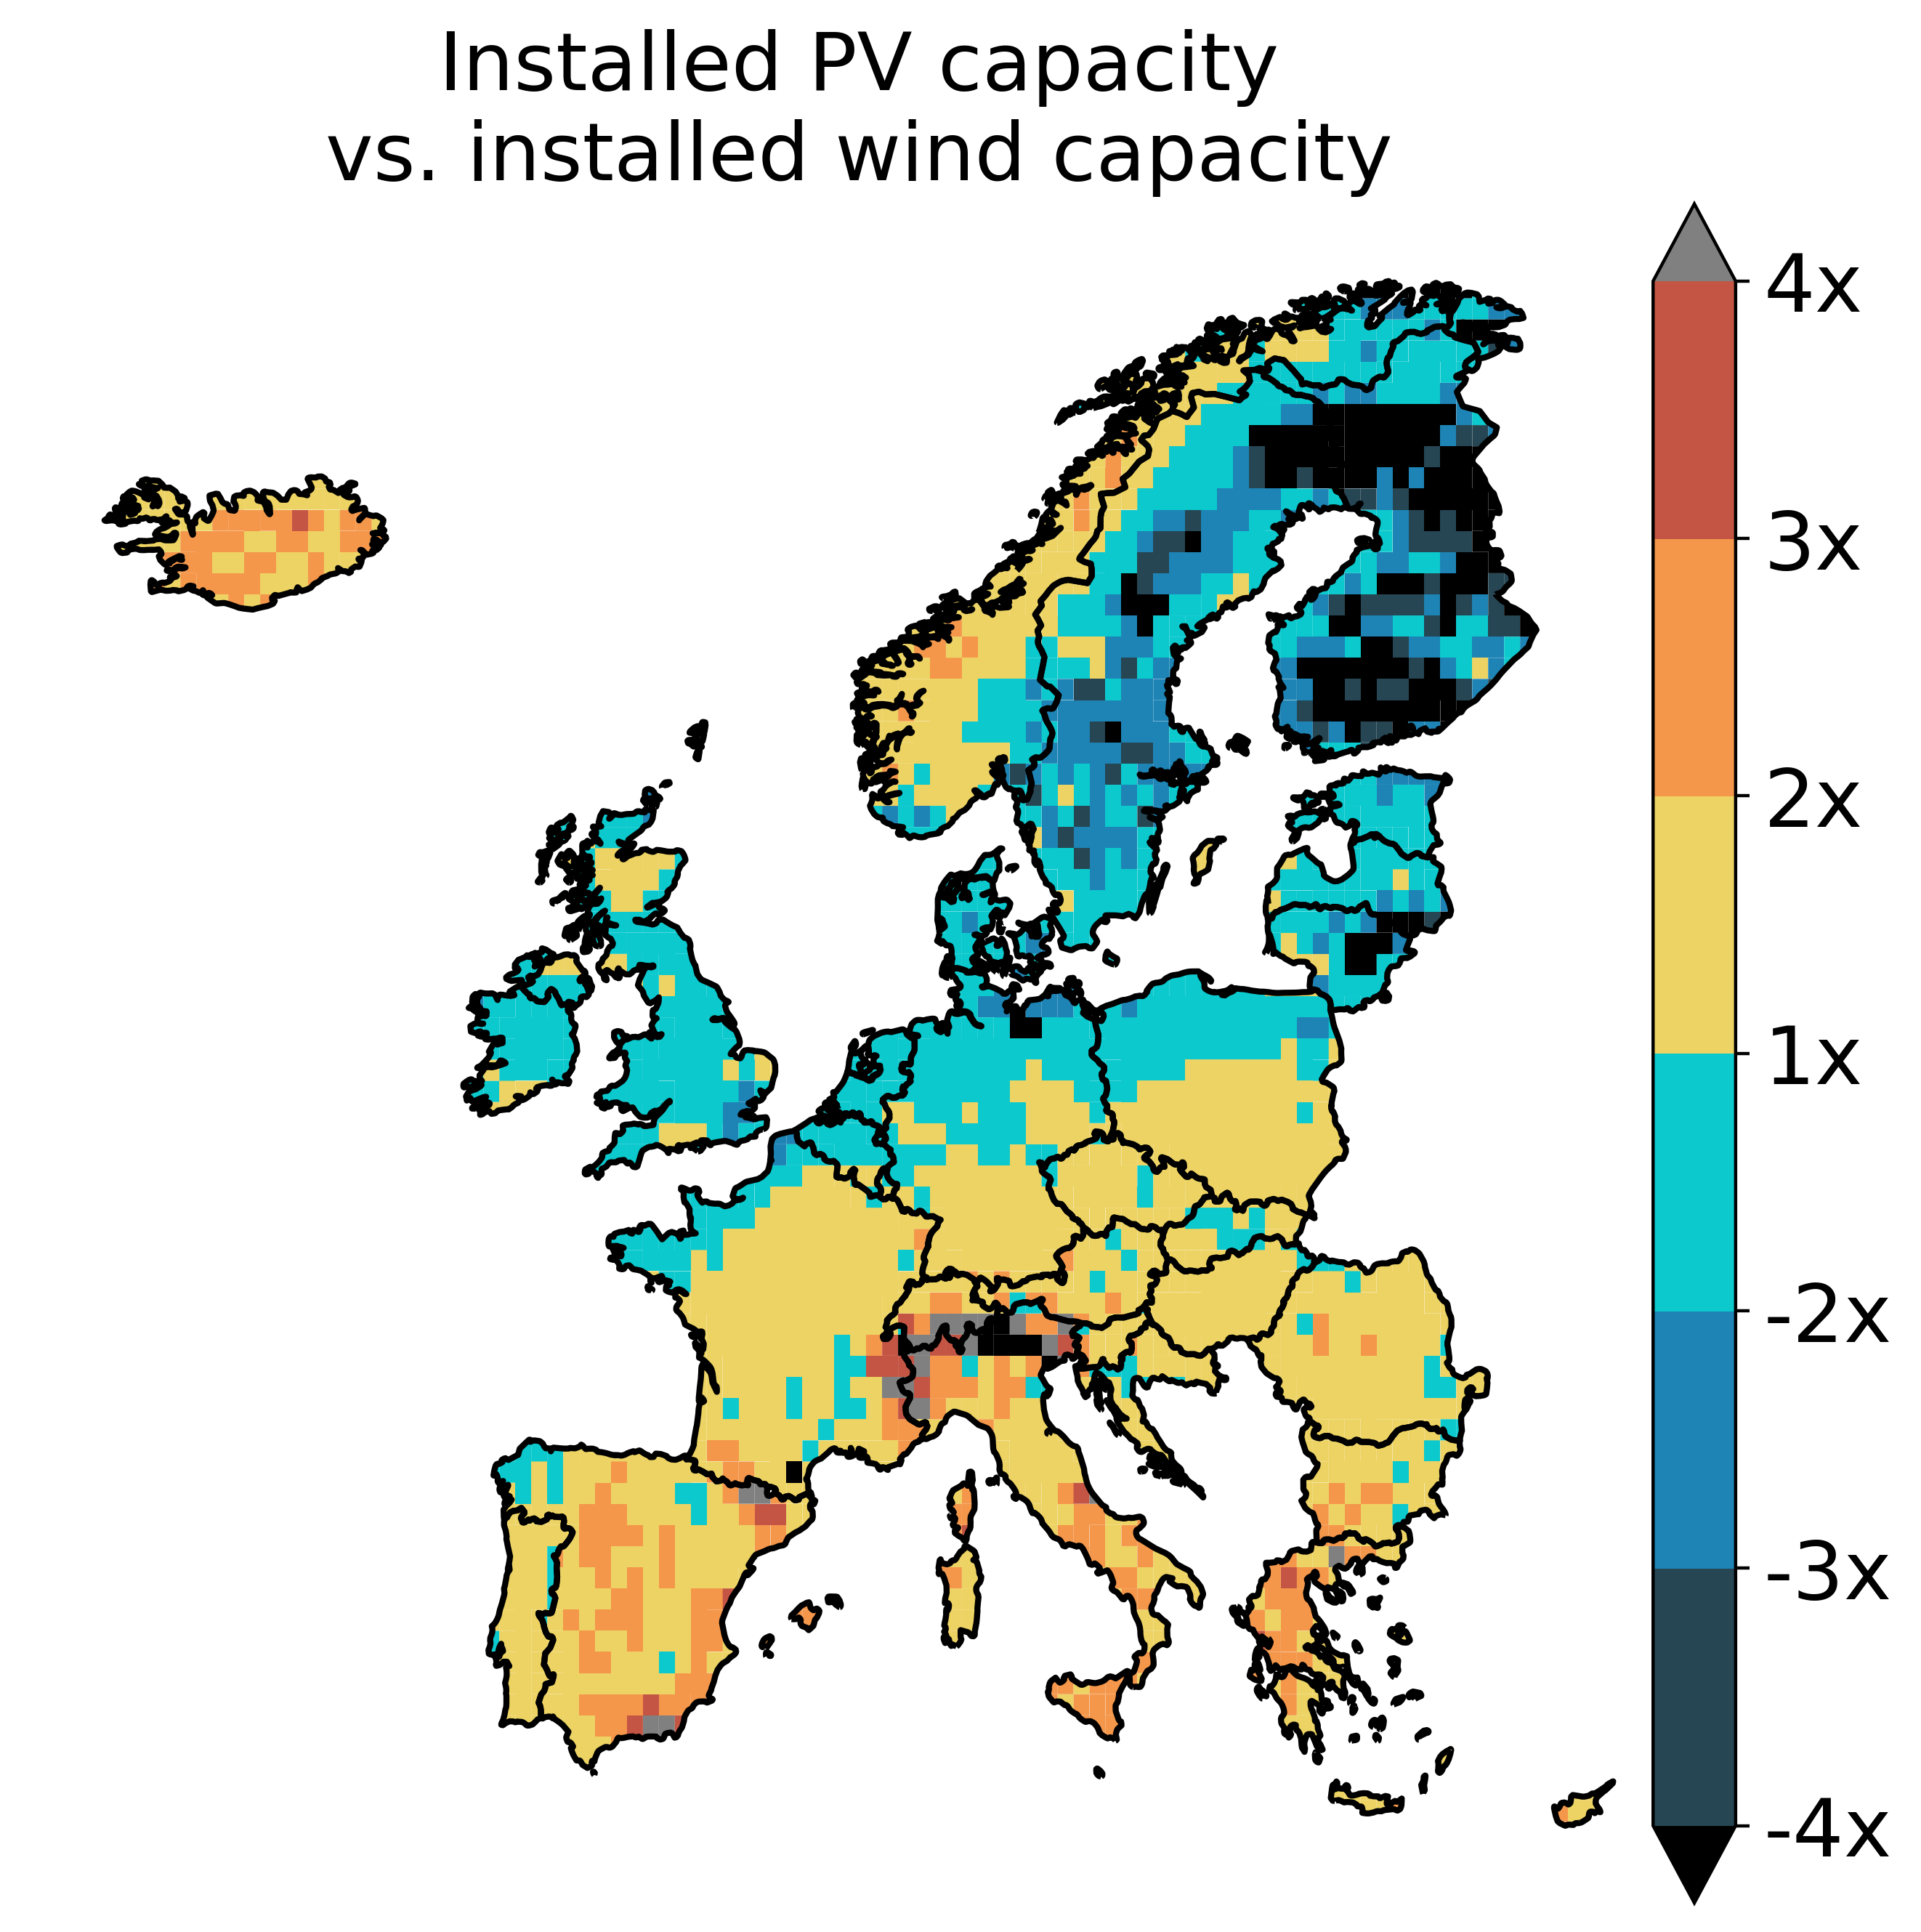 Installed PV capacity
vs. installed wind capacity
4x
3x
2x
1x
-2x
-3x
-4x